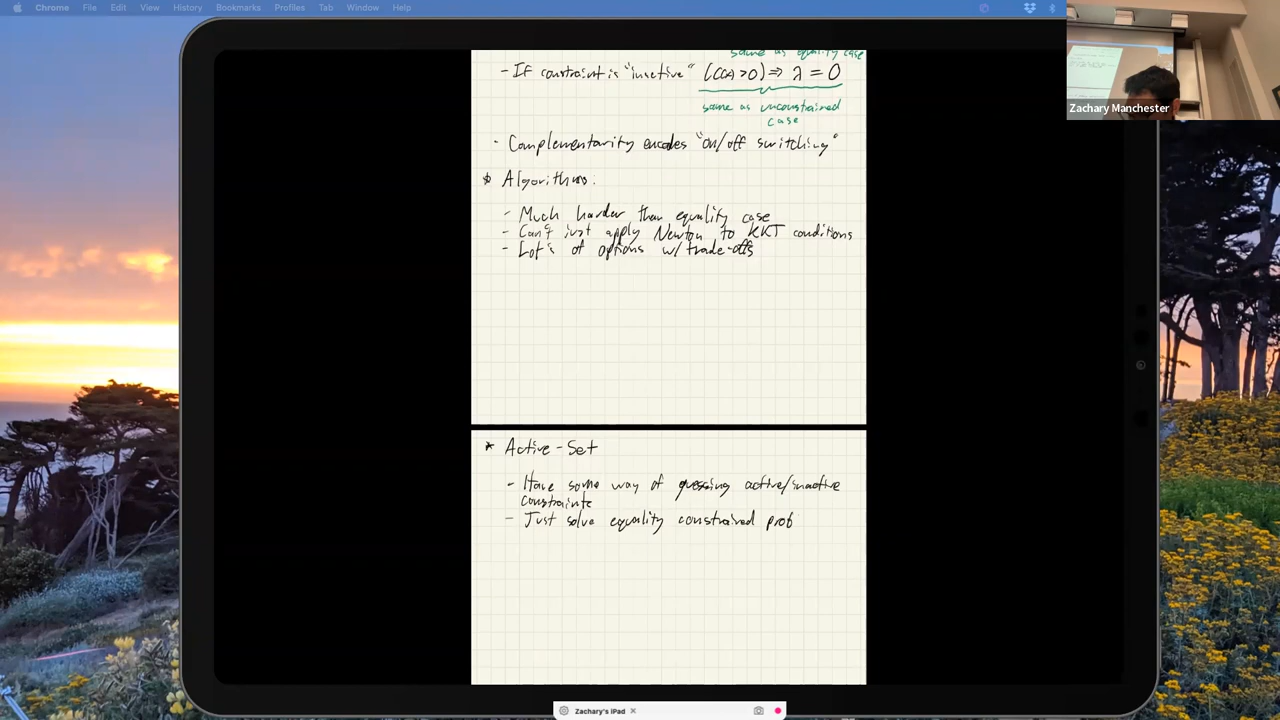 Chrome File Edit View History Bookmarks Profiles Tab Window Help
Zachary Manchester
same as equality case
- If constraint is "inactive" (C(x) > 0) ⇒ λ = 0
same as unconstrained
case
- Complementarity encodes "on/off switching"
* Algorithms:
- Much harder than equality case
- Can't just apply Newton to KKT conditions
- Lot's of options w/ trade-offs
* Active-Set
- Have some way of guessing active/inactive
constraints
- Just solve equality constrained prob
Zachary's iPad